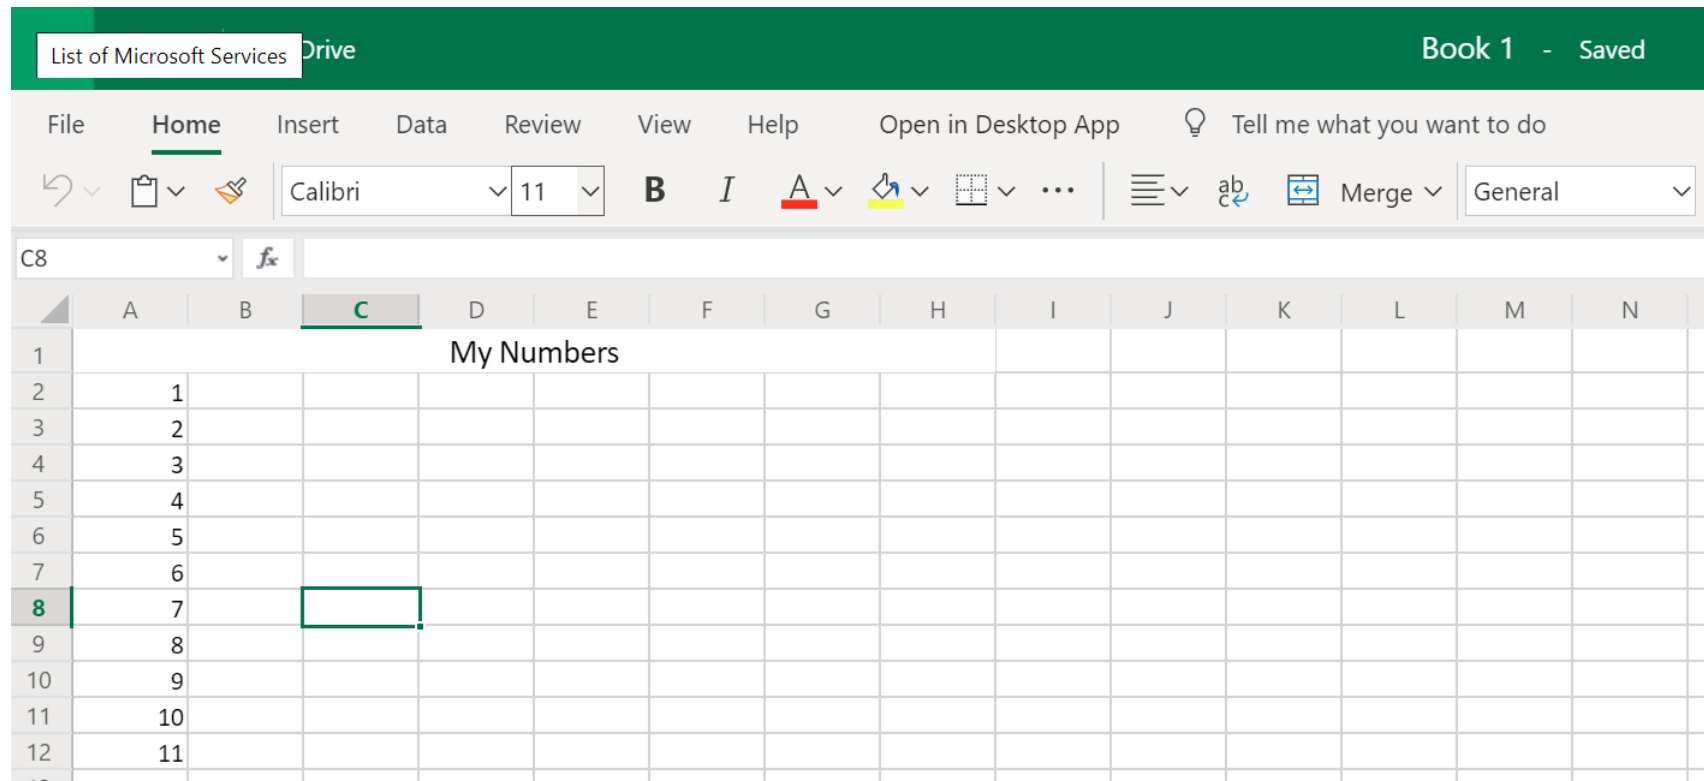 List of Microsoft Services Drive Book 1 - Saved
File Home Insert Data Review View Help Open in Desktop App Tell me what you want to do
Calibri 11 B I A ab c Merge General
C8 fx
A B C D E F G H I J K L M N
1 My Numbers
2 1
3 2
4 3
5 4
6 5
7 6
8 7
9 8
10 9
11 10
12 11